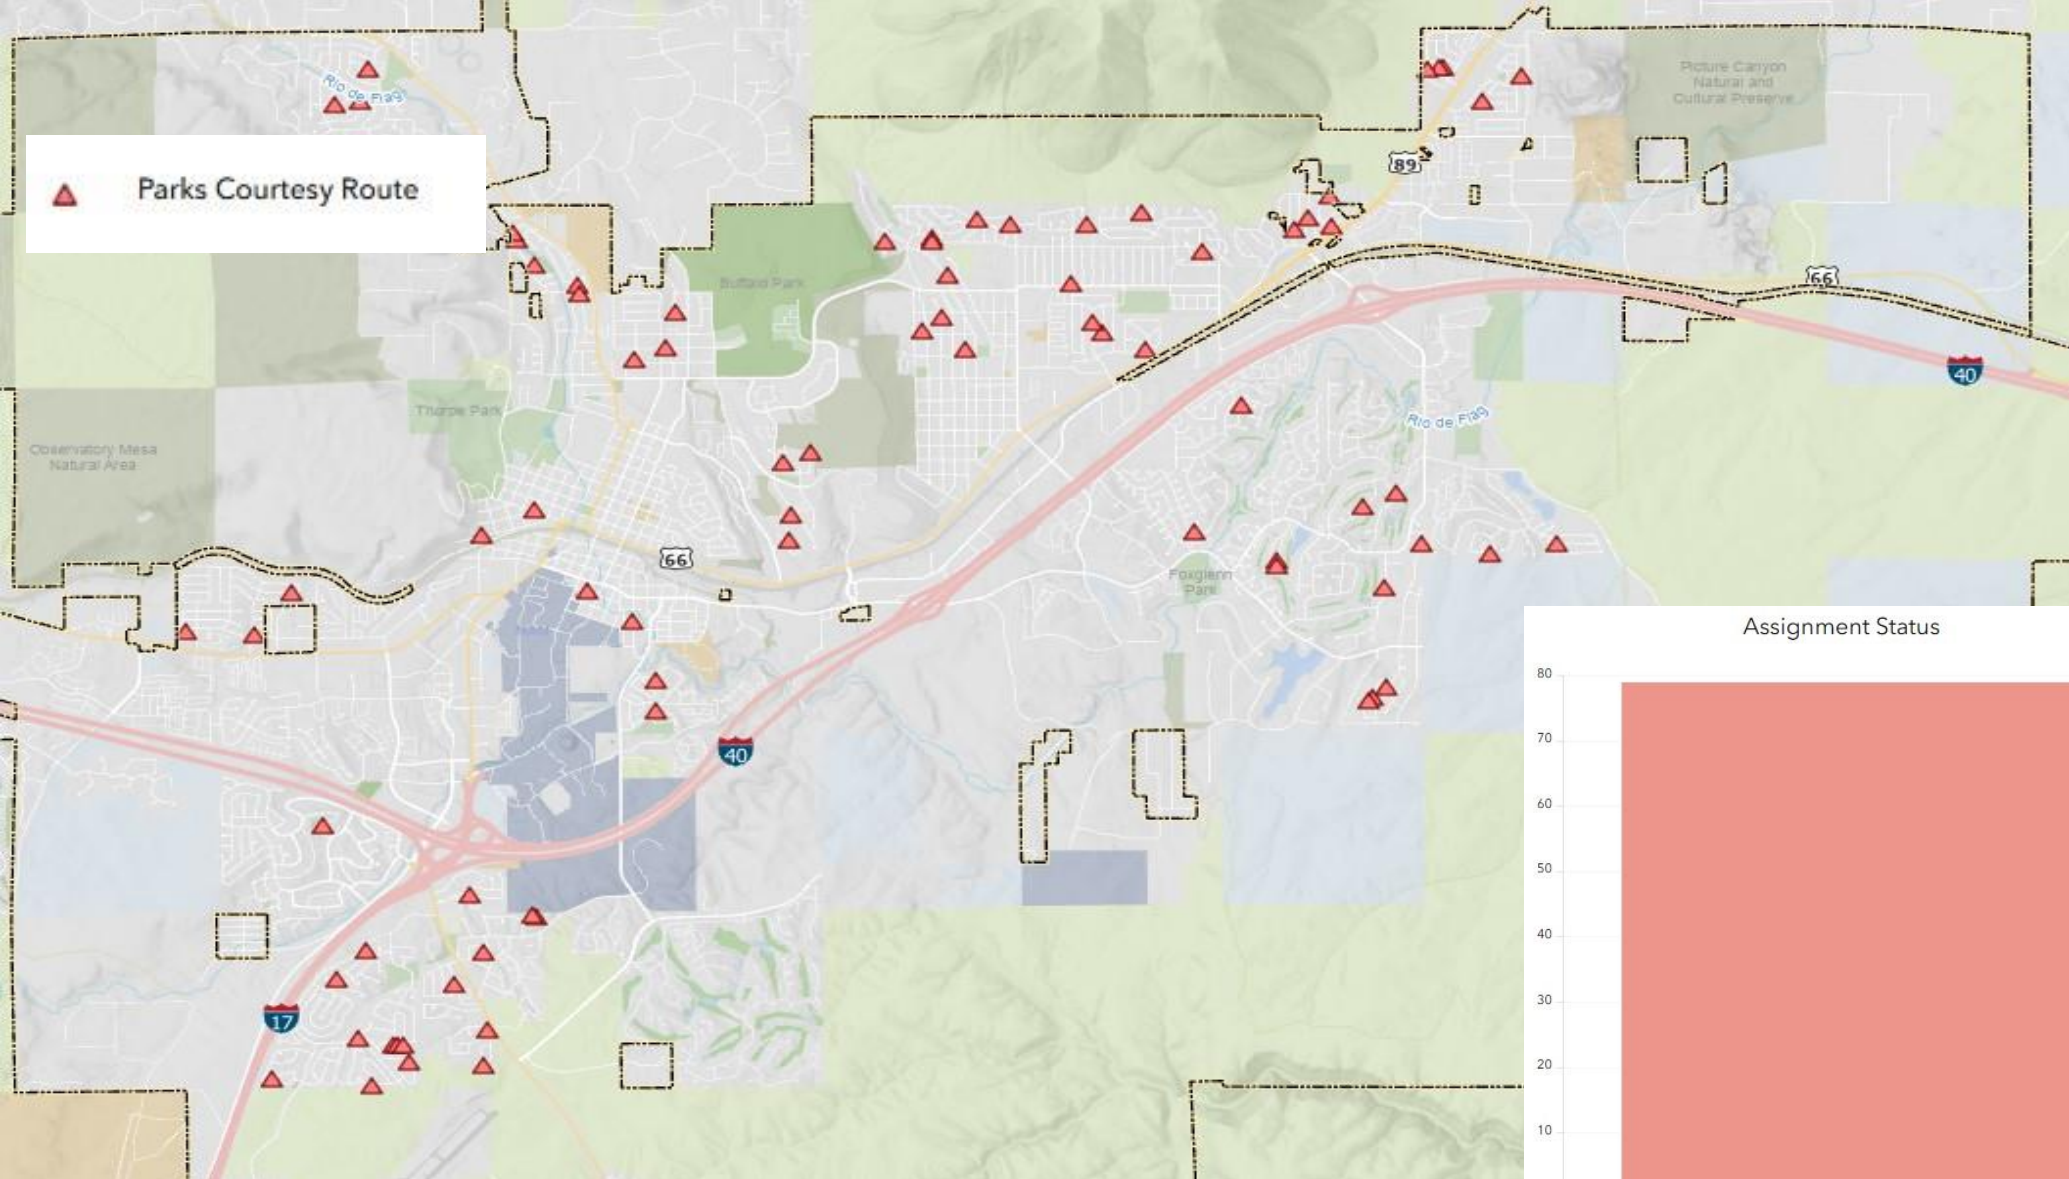 Rio de Flag
Picture Canyon
Natural and
Cultural Preserve
89
Parks Courtesy Route
Buffalo Park
66
40
Thorpe Park
Rio de Flag
Observatory Mesa
Natural Area
66
Foxglenn
Park
Assignment Status
80
70
40
60
50
40
30
17
20
10